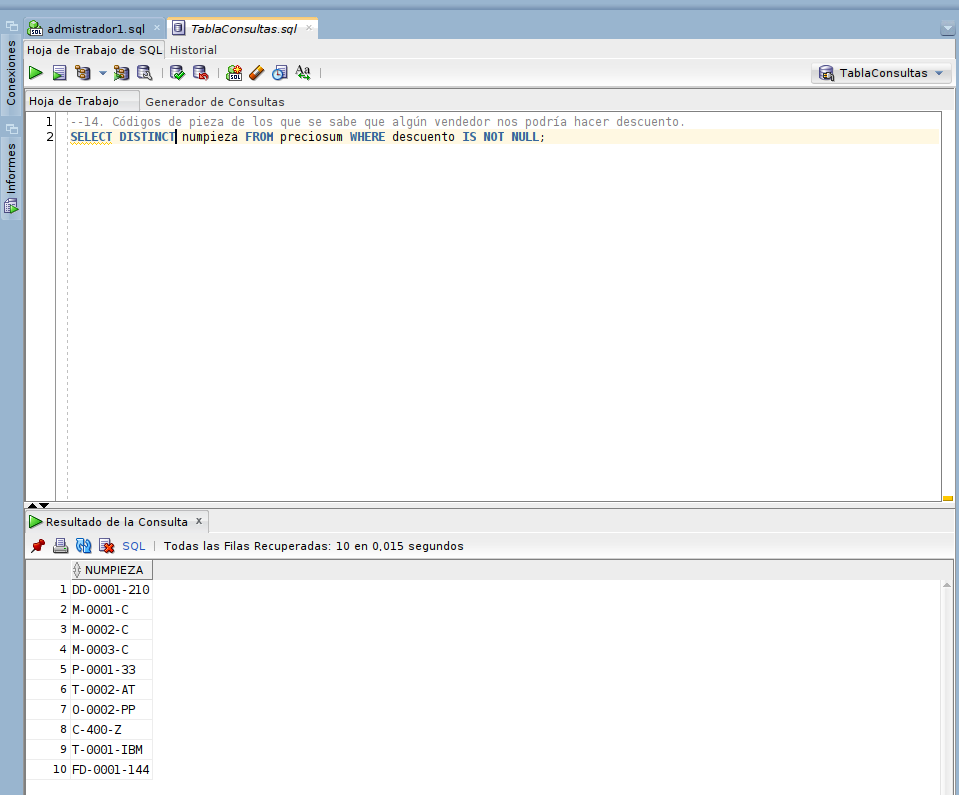 admistrador1.sql
TablaConsultas.sql
Conexiones
Informes
Hoja de Trabajo de SQL Historial
TablaConsultas
Hoja de Trabajo Generador de Consultas
1 --14. Códigos de pieza de los que se sabe que algún vendedor nos podría hacer descuento.
2 SELECT DISTINCT numpieza FROM preciosum WHERE descuento IS NOT NULL;
Resultado de la Consulta x
SQL | Todas las Filas Recuperadas: 10 en 0,015 segundos
NUMPIEZA
1 DD-0001-210
2 M-0001-C
3 M-0002-C
4 M-0003-C
5 P-0001-33
6 T-0002-AT
7 O-0002-PP
8 C-400-Z
9 T-0001-IBM
10 FD-0001-144